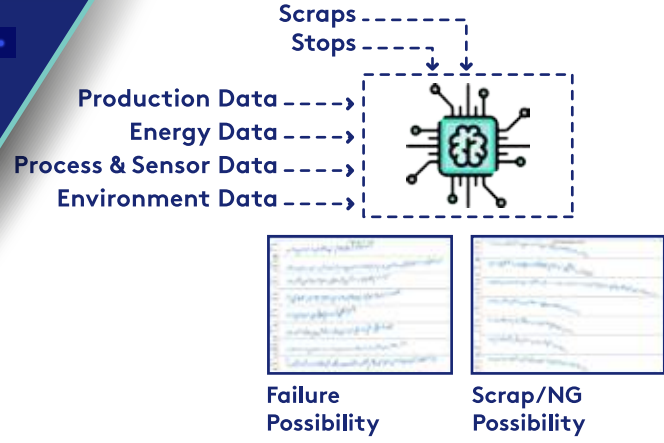 Scraps
Stops
Production Data
Energy Data
Process & Sensor Data
Environment Data
Failure
Possibility
Scrap/NG
Possibility